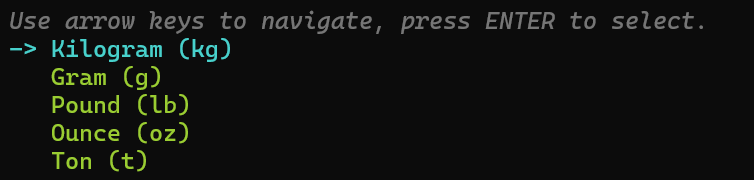 Use arrow keys to navigate, press ENTER to select.
-> Kilogram (kg)
Gram (g)
Pound (lb)
Ounce (oz)
Ton (t)